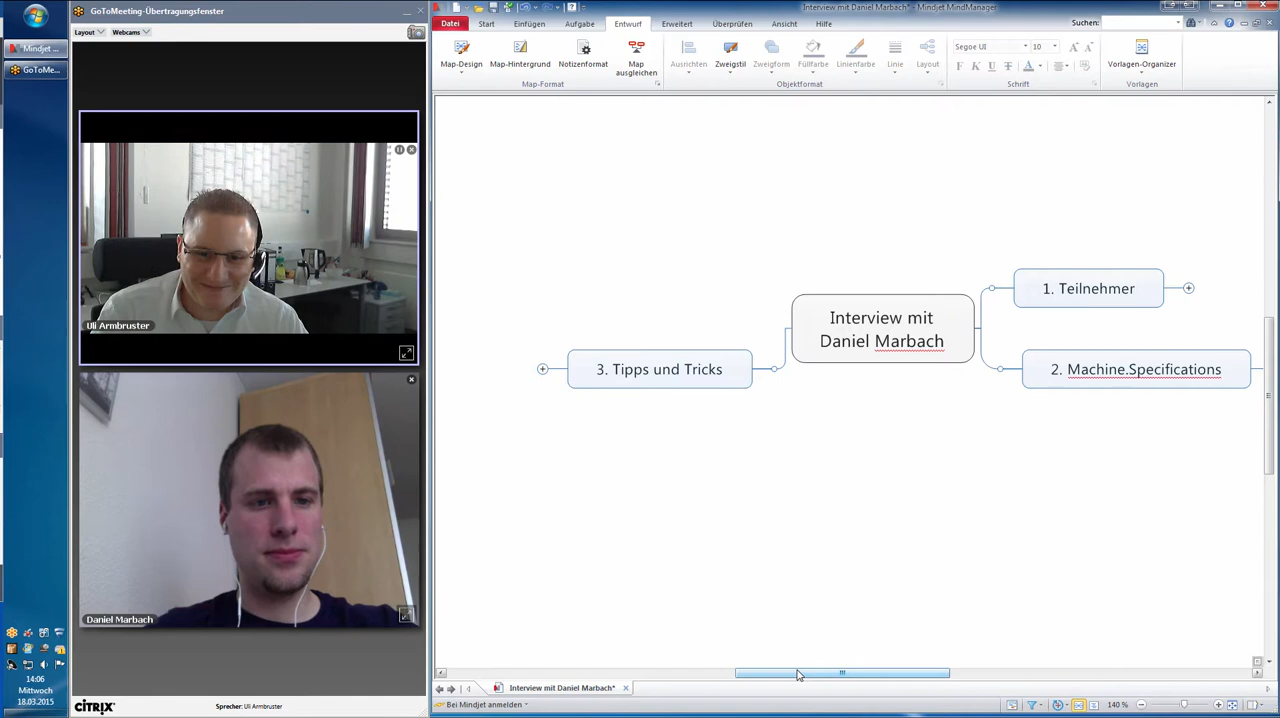 GoToMeeting-Übertragungsfenster
Layout
Webcams
Uli Armbruster
Daniel Marbach
CITRIX
Sprecher: Uli Armbruster
Mindjet ...
GoToMe...
14:06
Mittwoch
18.03.2015
Interview mit Daniel Marbach* - Mindjet MindManager
Datei
Start
Einfügen
Aufgabe
Entwurf
Erweitert
Überprüfen
Ansicht
Hilfe
Suchen:
Map-Design
Map-Hintergrund
Notizenformat
Map
ausgleichen
Ausrichten
Zweigstil
Zweigform
Füllfarbe
Linienfarbe
Linie
Layout
Segoe UI
10
F
K
U
T
A
Vorlagen-Organizer
Map-Format
Objektformat
Schrift
Vorlagen
Interview mit
Daniel Marbach
1. Teilnehmer
2. Machine.Specifications
3. Tipps und Tricks
Interview mit Daniel Marbach*
Bei Mindjet anmelden
140 %